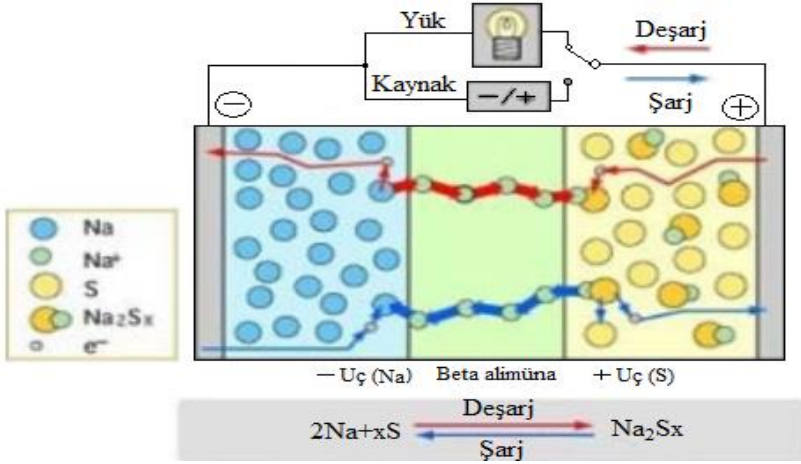 Yük
Deşarj
Kaynak
−/+
Şarj
−
+
Na
Na⁺
S
Na₂Sx
e⁻
− Uç (Na)
Beta alimüna
+ Uç (S)
Deşarj
2Na+xS
Na₂Sx
Şarj